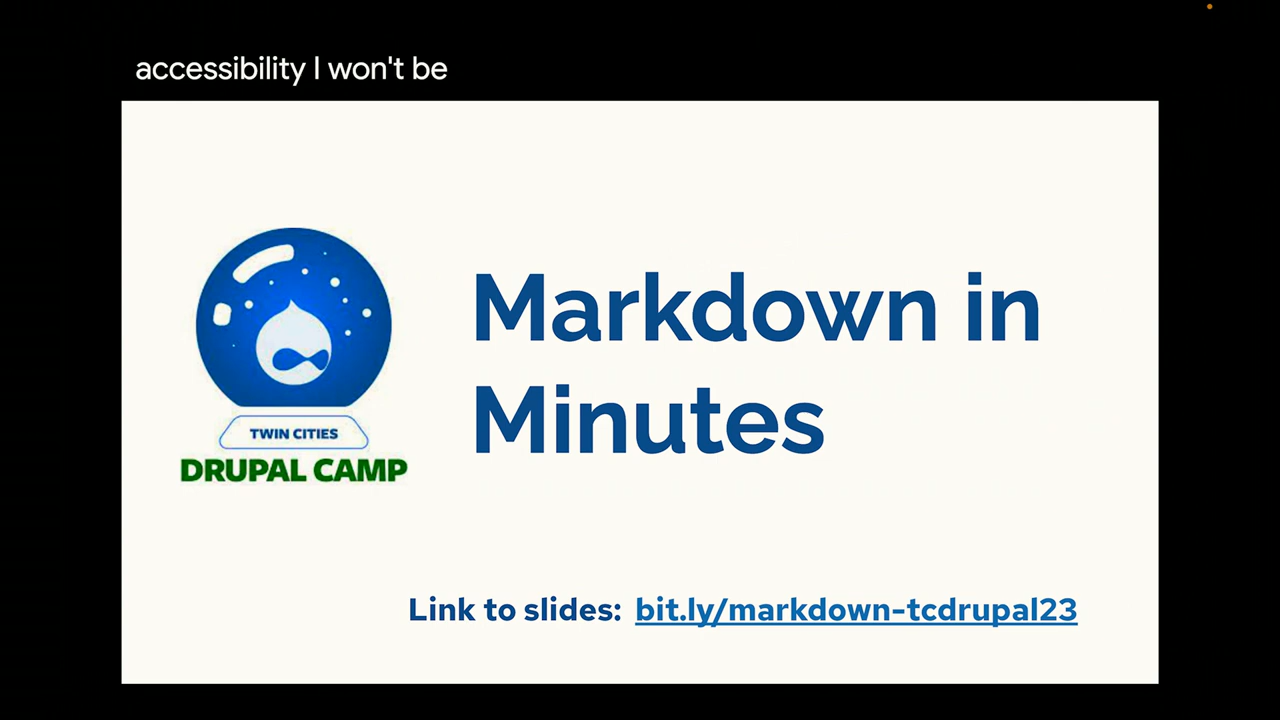 accessibility I won't be
Markdown in
Minutes
TWIN CITIES
DRUPAL CAMP
Link to slides: bit.ly/markdown-tcdrupal23